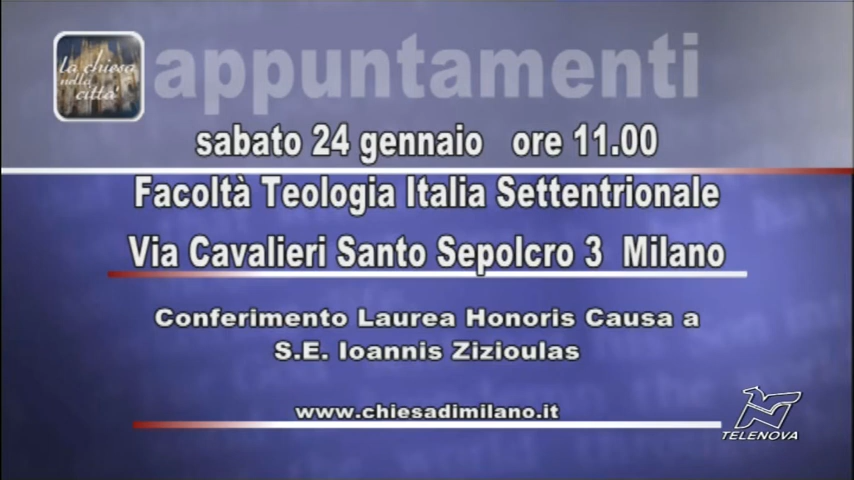 la chiesa
nella
città
appuntamenti
sabato 24 gennaio ore 11.00
Facoltà Teologia Italia Settentrionale
Via Cavalieri Santo Sepolcro 3 Milano
Conferimento Laurea Honoris Causa a
S.E. Ioannis Zizioulas
www.chiesadimilano.it
TELENOVA